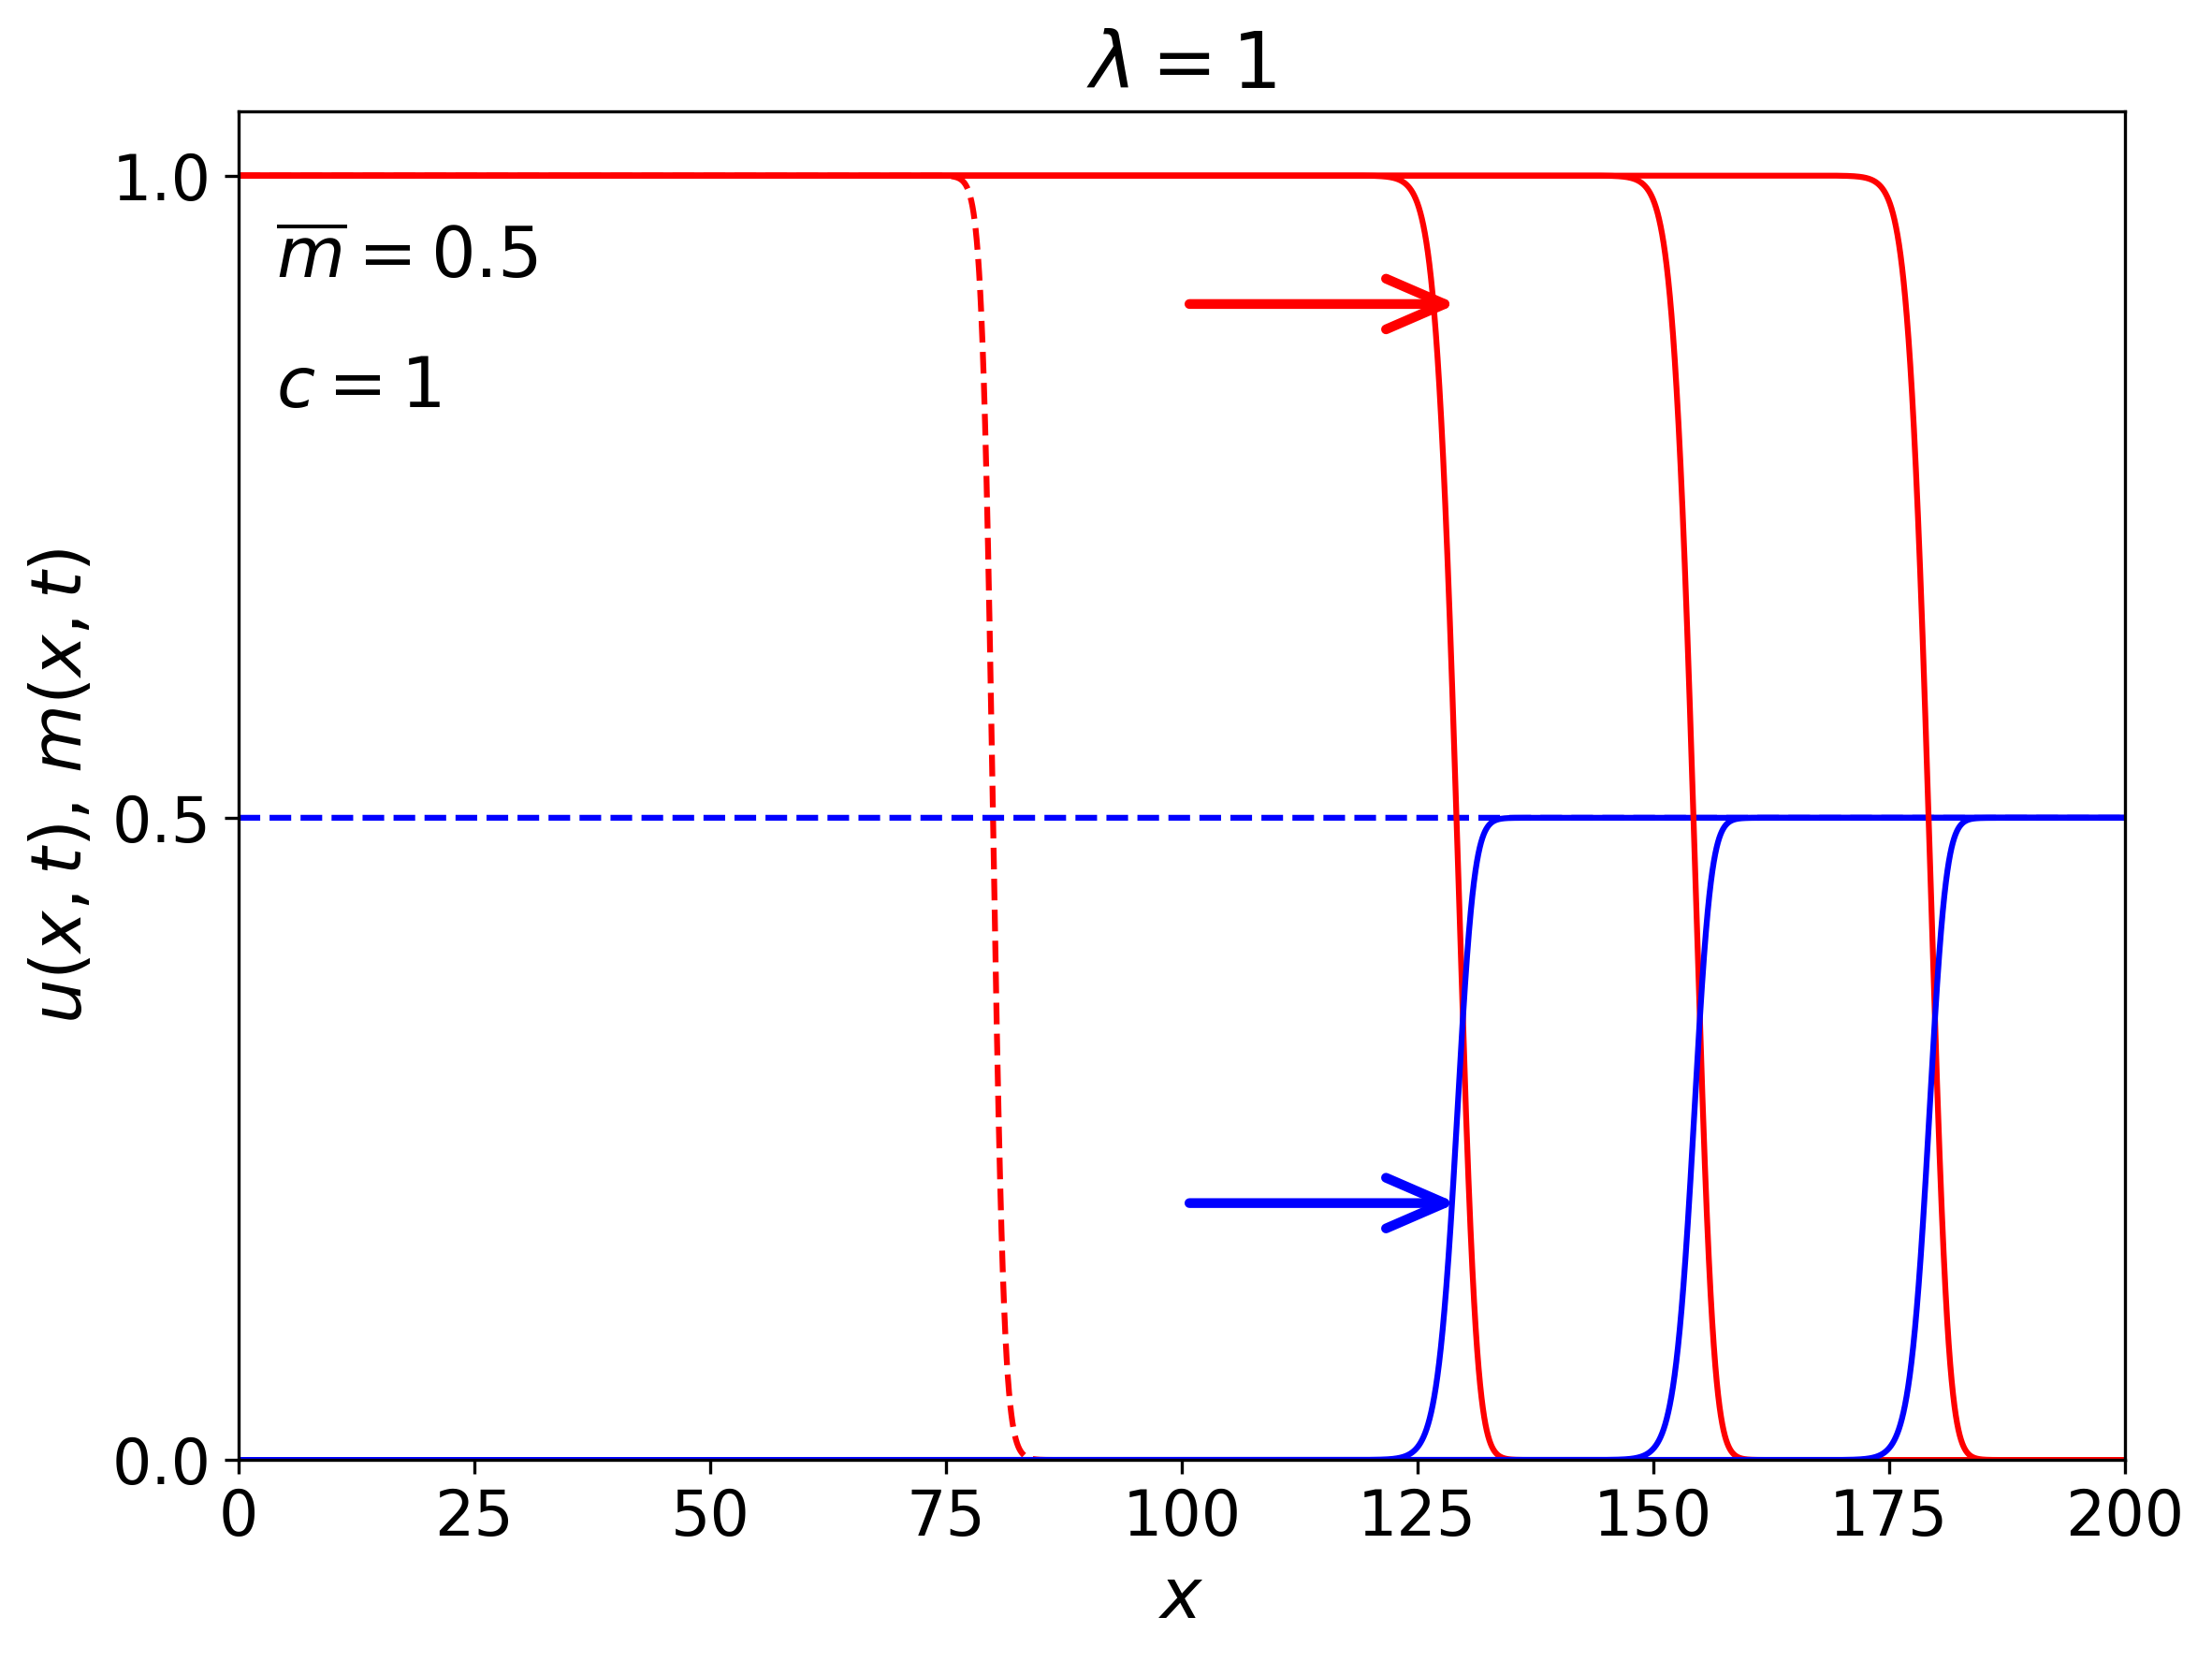 λ = 1
1.0
m̅ = 0.5
c = 1
u(x, t), m(x, t)
0.5
0.0
0 25 50 75 100 125 150 175 200
x